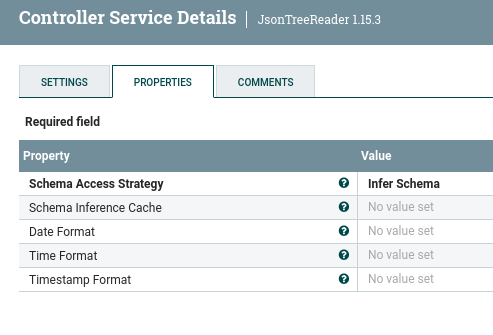 Controller Service Details | JsonTreeReader 1.15.3
SETTINGS PROPERTIES COMMENTS
Required field
Property Value
Schema Access Strategy Infer Schema
Schema Inference Cache No value set
Date Format No value set
Time Format No value set
Timestamp Format No value set